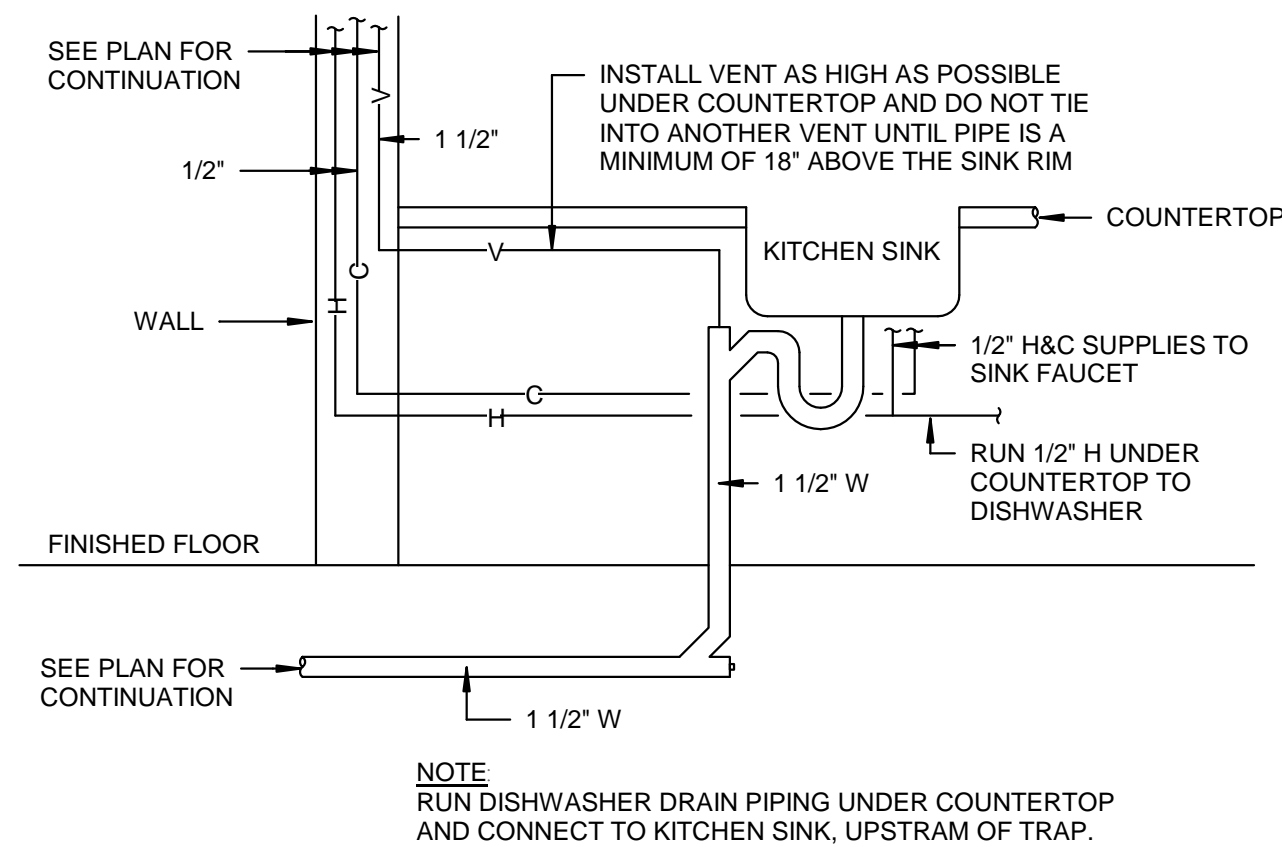 SEE PLAN FOR
CONTINUATION
INSTALL VENT AS HIGH AS POSSIBLE
UNDER COUNTERTOP AND DO NOT TIE
INTO ANOTHER VENT UNTIL PIPE IS A
MINIMUM OF 18" ABOVE THE SINK RIM
V
1 1/2"
1/2"
COUNTERTOP
V
KITCHEN SINK
C
H
WALL
1/2" H&C SUPPLIES TO
SINK FAUCET
C
H
RUN 1/2" H UNDER
COUNTERTOP TO
DISHWASHER
1 1/2" W
FINISHED FLOOR
SEE PLAN FOR
CONTINUATION
1 1/2" W
NOTE:
RUN DISHWASHER DRAIN PIPING UNDER COUNTERTOP
AND CONNECT TO KITCHEN SINK, UPSTRAM OF TRAP.